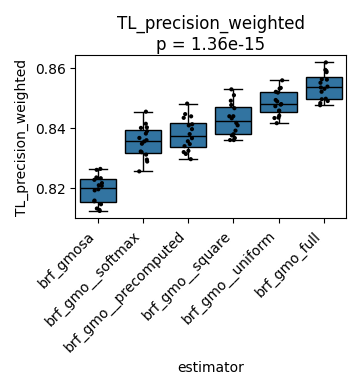 TL_precision_weighted
p = 1.36e-15
TL_precision_weighted
0.86
0.84
0.82
brf_gmosa
brf_gmo__softmax
brf_gmo__precomputed
brf_gmo__square
brf_gmo__uniform
brf_gmo_full
estimator